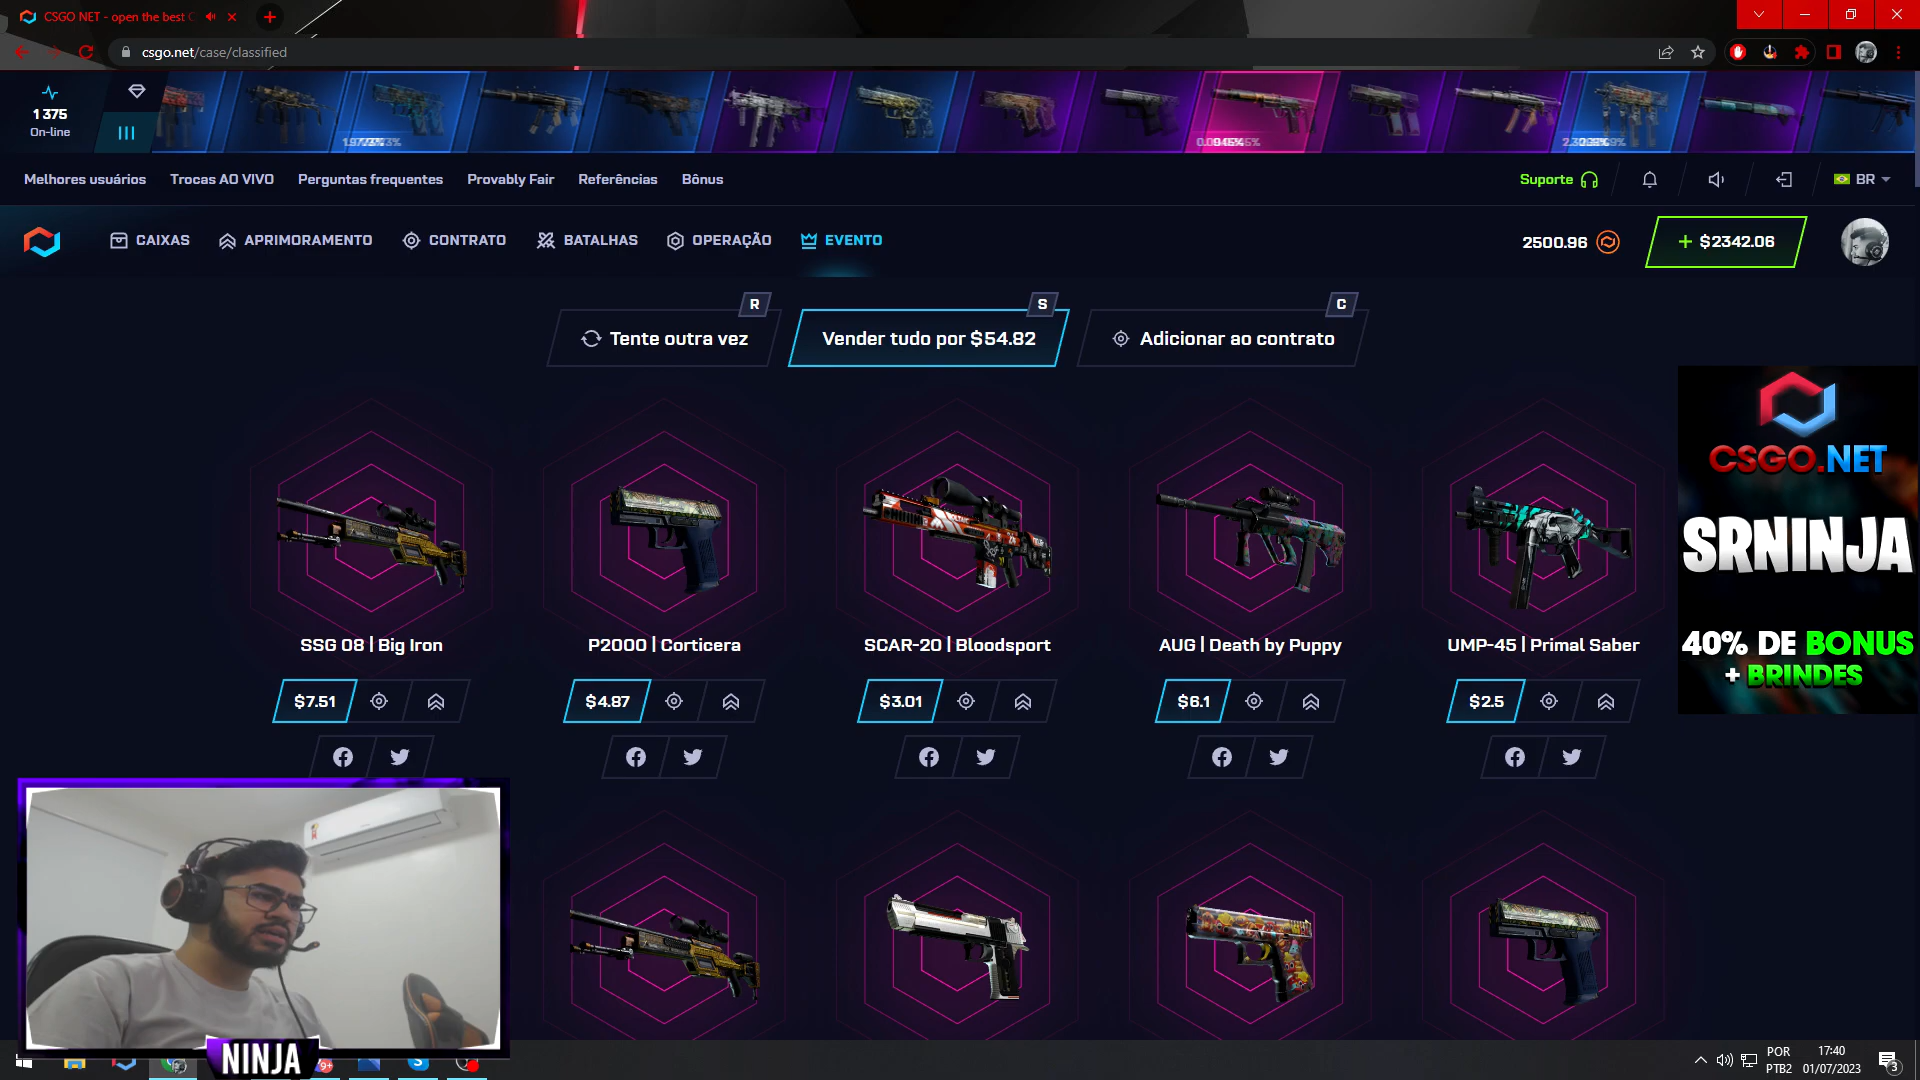 CSGO NET - open the best C
csgo.net/case/classified
1 375
On-line
Melhores usuários
Trocas AO VIVO
Perguntas frequentes
Provably Fair
Referências
Bônus
Suporte
BR
CAIXAS
APRIMORAMENTO
CONTRATO
BATALHAS
OPERAÇÃO
EVENTO
2500.96
+ $2342.06
R
S
C
Tente outra vez
Vender tudo por $54.82
Adicionar ao contrato
CSGO.NET
SRNINJA
40% DE BONUS
+ BRINDES
SSG 08 | Big Iron
P2000 | Corticera
SCAR-20 | Bloodsport
AUG | Death by Puppy
UMP-45 | Primal Saber
$7.51
$4.87
$3.01
$6.1
$2.5
NINJA
9+
POR
PTB2
17:40
01/07/2023
3